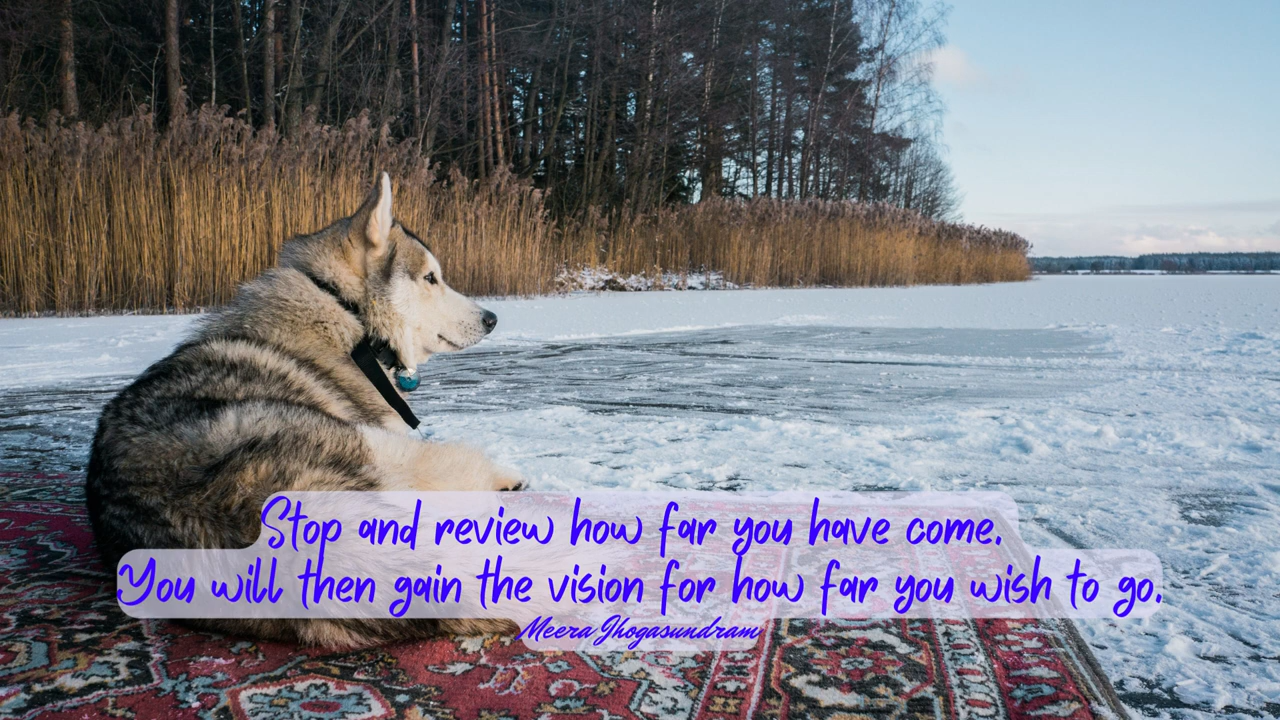 Stop and review how far you have come.
You will then gain the vision for how far you wish to go.
Meera Jhogasundram